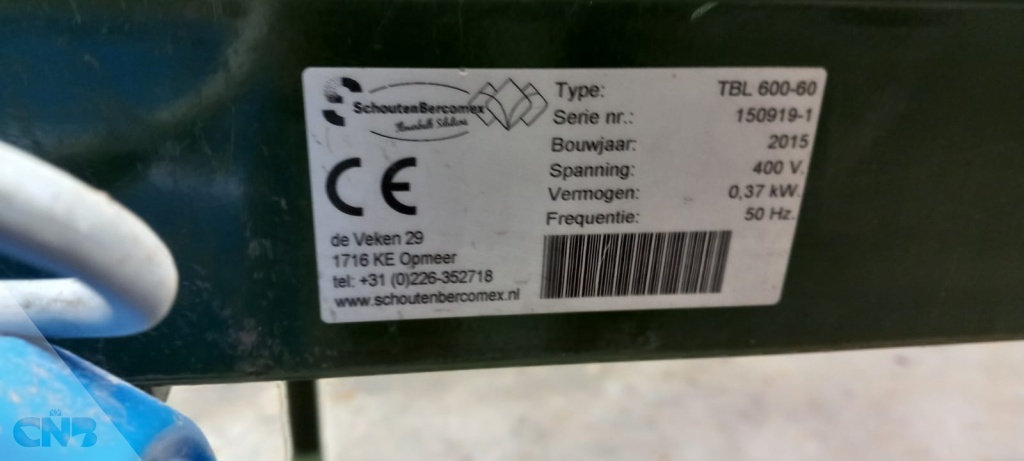 SchoutenBercomex
CE
de Veken 29
1716 KE Opmeer
tel: +31 (0)226-352718
www.schoutenbercomex.nl
Type: TBL 600-60
Serie nr.: 150919-1
Bouwjaar: 2015
Spanning: 400 V.
Vermogen: 0,37 kW.
Frequentie: 50 Hz.
CNB